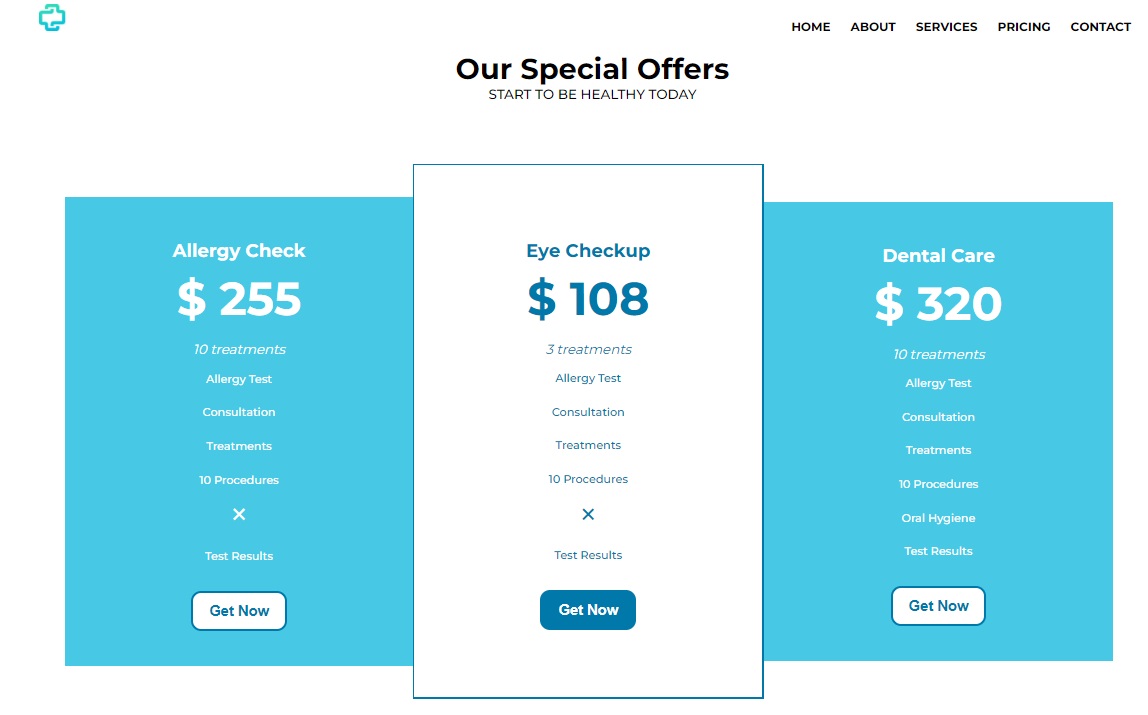 HOME ABOUT SERVICES PRICING CONTACT
Our Special Offers
START TO BE HEALTHY TODAY
Allergy Check
$ 255
10 treatments
Allergy Test
Consultation
Treatments
10 Procedures
✕
Test Results
Get Now
Eye Checkup
$ 108
3 treatments
Allergy Test
Consultation
Treatments
10 Procedures
✕
Test Results
Get Now
Dental Care
$ 320
10 treatments
Allergy Test
Consultation
Treatments
10 Procedures
Oral Hygiene
Test Results
Get Now